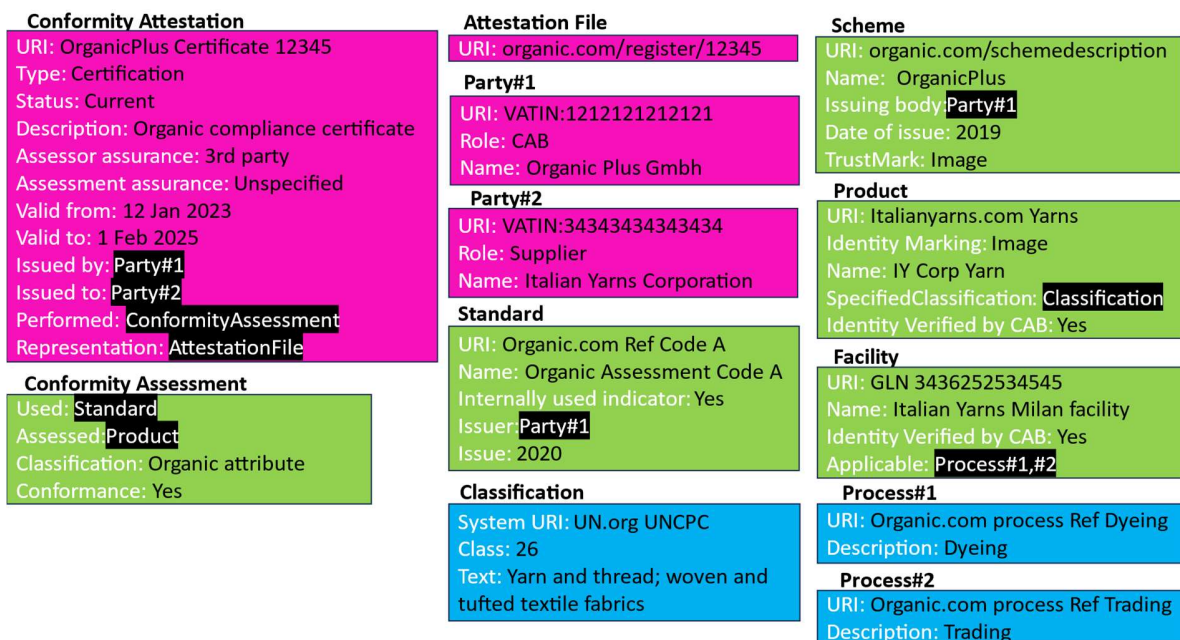 Conformity Attestation
URI: OrganicPlus Certificate 12345
Type: Certification
Status: Current
Description: Organic compliance certificate
Assessor assurance: 3rd party
Assessment assurance: Unspecified
Valid from: 12 Jan 2023
Valid to: 1 Feb 2025
Issued by: Party#1
Issued to: Party#2
Performed: ConformityAssessment
Representation: AttestationFile
Conformity Assessment
Used: Standard
Assessed:Product
Classification: Organic attribute
Conformance: Yes
Attestation File
URI: organic.com/register/12345
Party#1
URI: VATIN:1212121212121
Role: CAB
Name: Organic Plus Gmbh
Party#2
URI: VATIN:34343434343434
Role: Supplier
Name: Italian Yarns Corporation
Standard
URI: Organic.com Ref Code A
Name: Organic Assessment Code A
Internally used indicator: Yes
Issuer:Party#1
Issue: 2020
Classification
System URI: UN.org UNCPC
Class: 26
Text: Yarn and thread; woven and
tufted textile fabrics
Scheme
URI: organic.com/schemedescription
Name: OrganicPlus
Issuing body:Party#1
Date of issue: 2019
TrustMark: Image
Product
URI: Italianyarns.com Yarns
Identity Marking: Image
Name: IY Corp Yarn
SpecifiedClassification: Classification
Identity Verified by CAB: Yes
Facility
URI: GLN 3436252534545
Name: Italian Yarns Milan facility
Identity Verified by CAB: Yes
Applicable: Process#1,#2
Process#1
URI: Organic.com process Ref Dyeing
Description: Dyeing
Process#2
URI: Organic.com process Ref Trading
Description: Trading